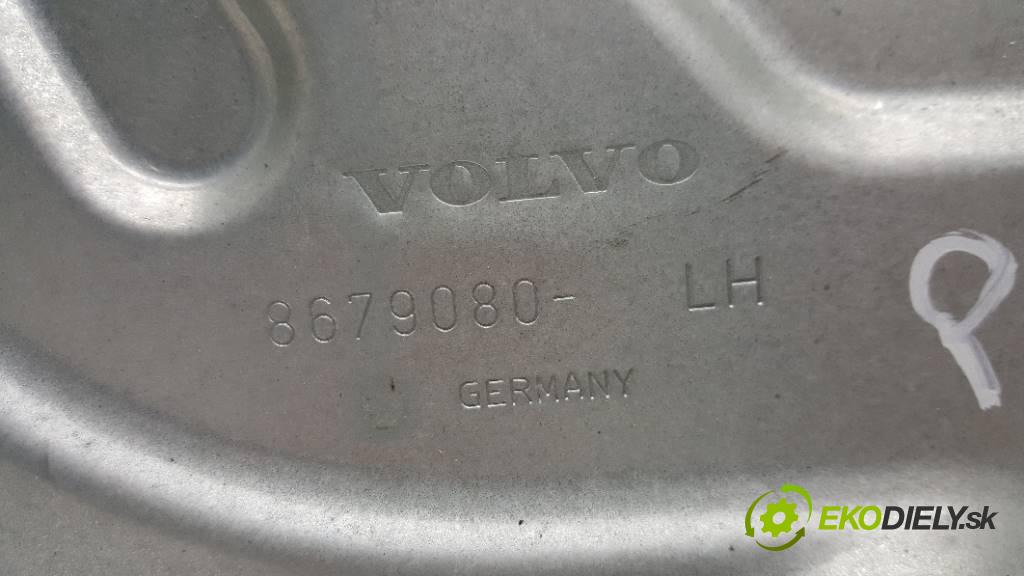 VOLVO
8679080- LH
GERMANY
P
EKODIELY.sk